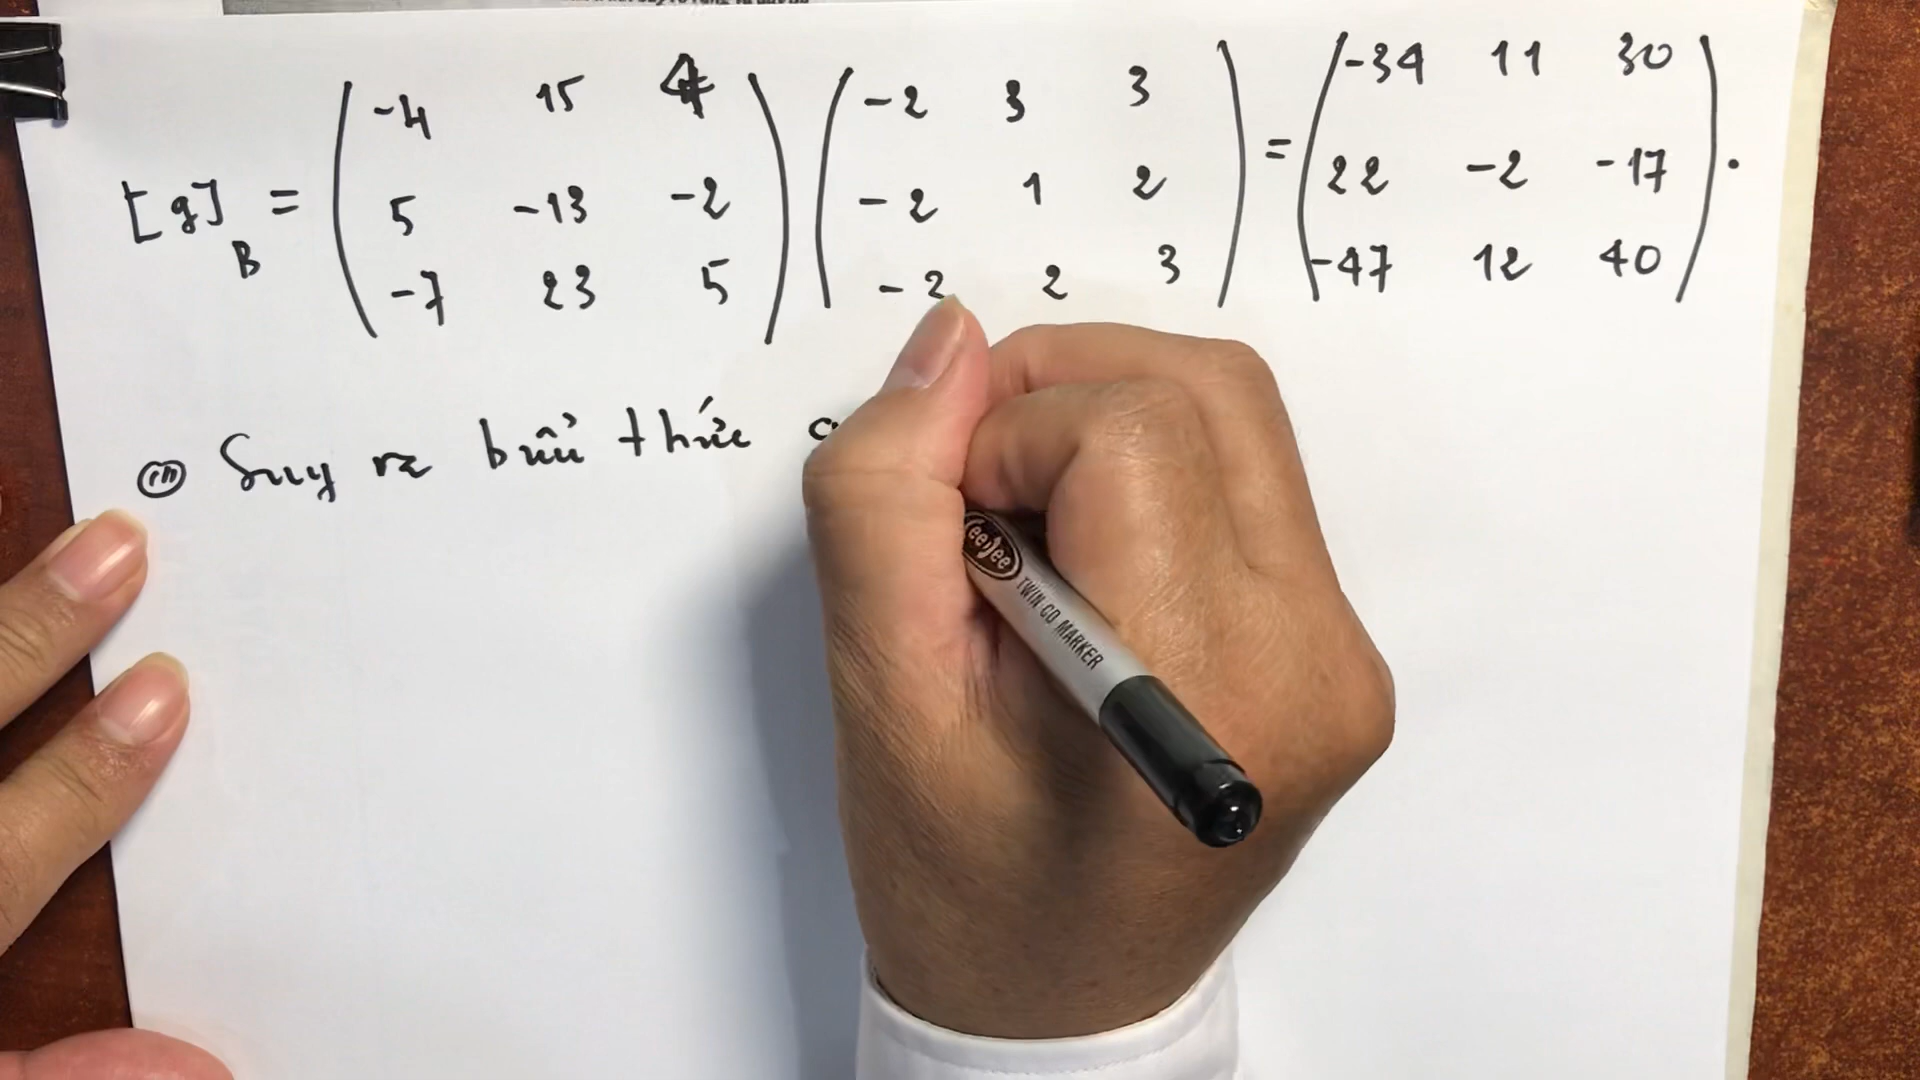 [g]_B = ( -4 15 4 ; 5 -13 -2 ; -7 23 5 ) ( -2 3 3 ; -2 1 2 ; -2 2 3 ) = ( -34 11 30 ; 22 -2 -17 ; -47 12 40 ).
Suy ra biểu thức
TWIN CD MARKER